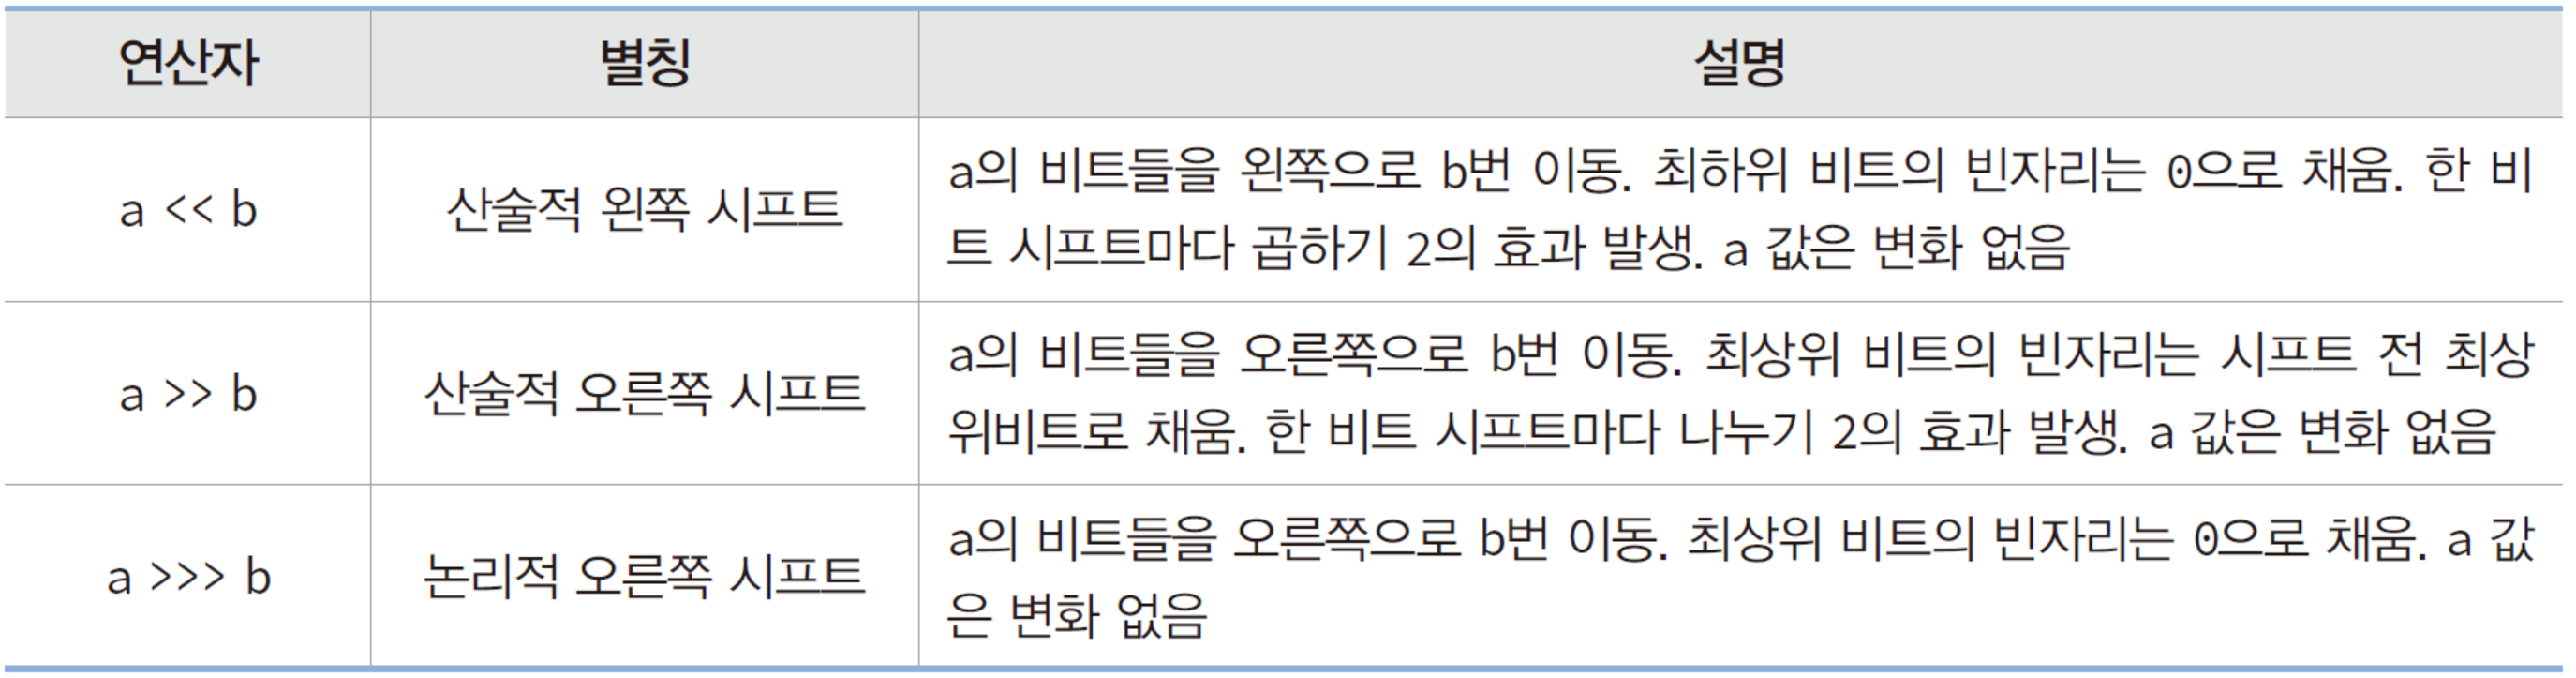 연산자 별칭 설명
a의 비트들을 왼쪽으로 b번 이동. 최하위 비트의 빈자리는 0으로 채움. 한 비
a << b 산술적 왼쪽 시프트
트 시프트마다 곱하기 2의 효과 발생. a 값은 변화 없음
a의 비트들을 오른쪽으로 b번 이동. 최상위 비트의 빈자리는 시프트 전 최상
a >> b 산술적 오른쪽 시프트
위비트로 채움. 한 비트 시프트마다 나누기 2의 효과 발생. a 값은 변화 없음
a의 비트들을 오른쪽으로 b번 이동. 최상위 비트의 빈자리는 0으로 채움. a 값
a >>> b 논리적 오른쪽 시프트
은 변화 없음